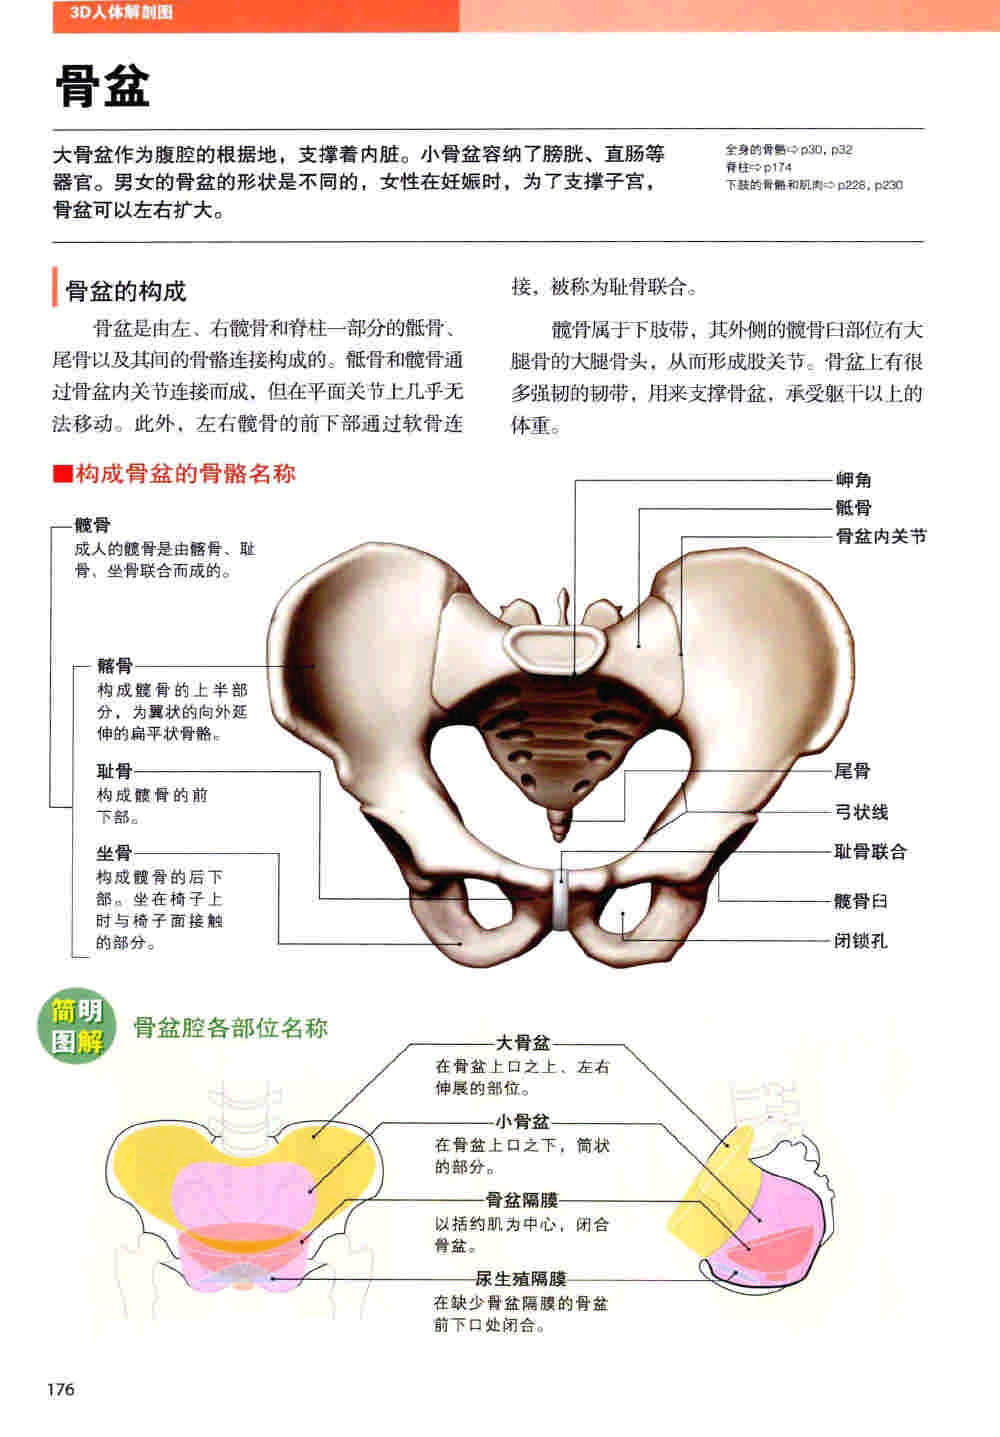 3D人体解剖图
骨盆
大骨盆作为腹腔的根据地，支撑着内脏。小骨盆容纳了膀胱、直肠等
器官。男女的骨盆的形状是不同的，女性在妊娠时，为了支撑子宫，
骨盆可以左右扩大。
全身的骨骼⇨p30，p32
脊柱⇨p174
下肢的骨骼和肌肉⇨p228，p230
骨盆的构成
骨盆是由左、右髋骨和脊柱一部分的骶骨、
尾骨以及其间的骨骼连接构成的。骶骨和髋骨通
过骨盆内关节连接而成，但在平面关节上几乎无
法移动。此外，左右髋骨的前下部通过软骨连
接，被称为耻骨联合。
髋骨属于下肢带，其外侧的髋骨臼部位有大
腿骨的大腿骨头，从而形成股关节。骨盆上有很
多强韧的韧带，用来支撑骨盆，承受躯干以上的
体重。
■构成骨盆的骨骼名称
髋骨
成人的髋骨是由髂骨、耻
骨、坐骨联合而成的。
髂骨
构成髋骨的上半部
分，为翼状的向外延
伸的扁平状骨骼。
耻骨
构成髋骨的前
下部。
坐骨
构成髋骨的后下
部。坐在椅子上
时与椅子面接触
的部分。
岬角
骶骨
骨盆内关节
尾骨
弓状线
耻骨联合
髋骨臼
闭锁孔
简明
图解
骨盆腔各部位名称
大骨盆
在骨盆上口之上、左右
伸展的部位。
小骨盆
在骨盆上口之下，筒状
的部分。
骨盆隔膜
以括约肌为中心，闭合
骨盆。
尿生殖隔膜
在缺少骨盆隔膜的骨盆
前下口处闭合。
176